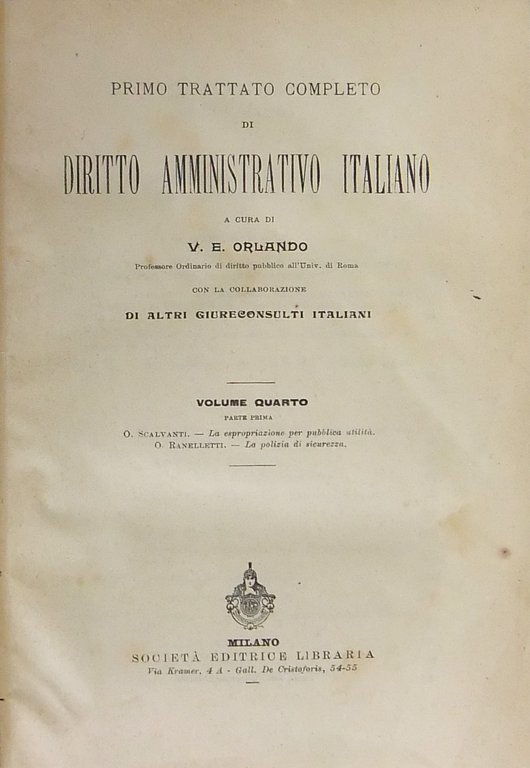 PRIMO TRATTATO COMPLETO
DI
DIRITTO AMMINISTRATIVO ITALIANO
A CURA DI
V. E. ORLANDO
Professore Ordinario di diritto pubblico all'Univ. di Roma
CON LA COLLABORAZIONE
DI ALTRI GIURECONSULTI ITALIANI
VOLUME QUARTO
PARTE PRIMA
O. SCALVANTI. — La espropriazione per pubblica utilità.
O. RANELLETTI. — La polizia di sicurezza.
MILANO
SOCIETÀ EDITRICE LIBRARIA
Via Kramer, 4 A - Gall. De Cristoforis, 54-55